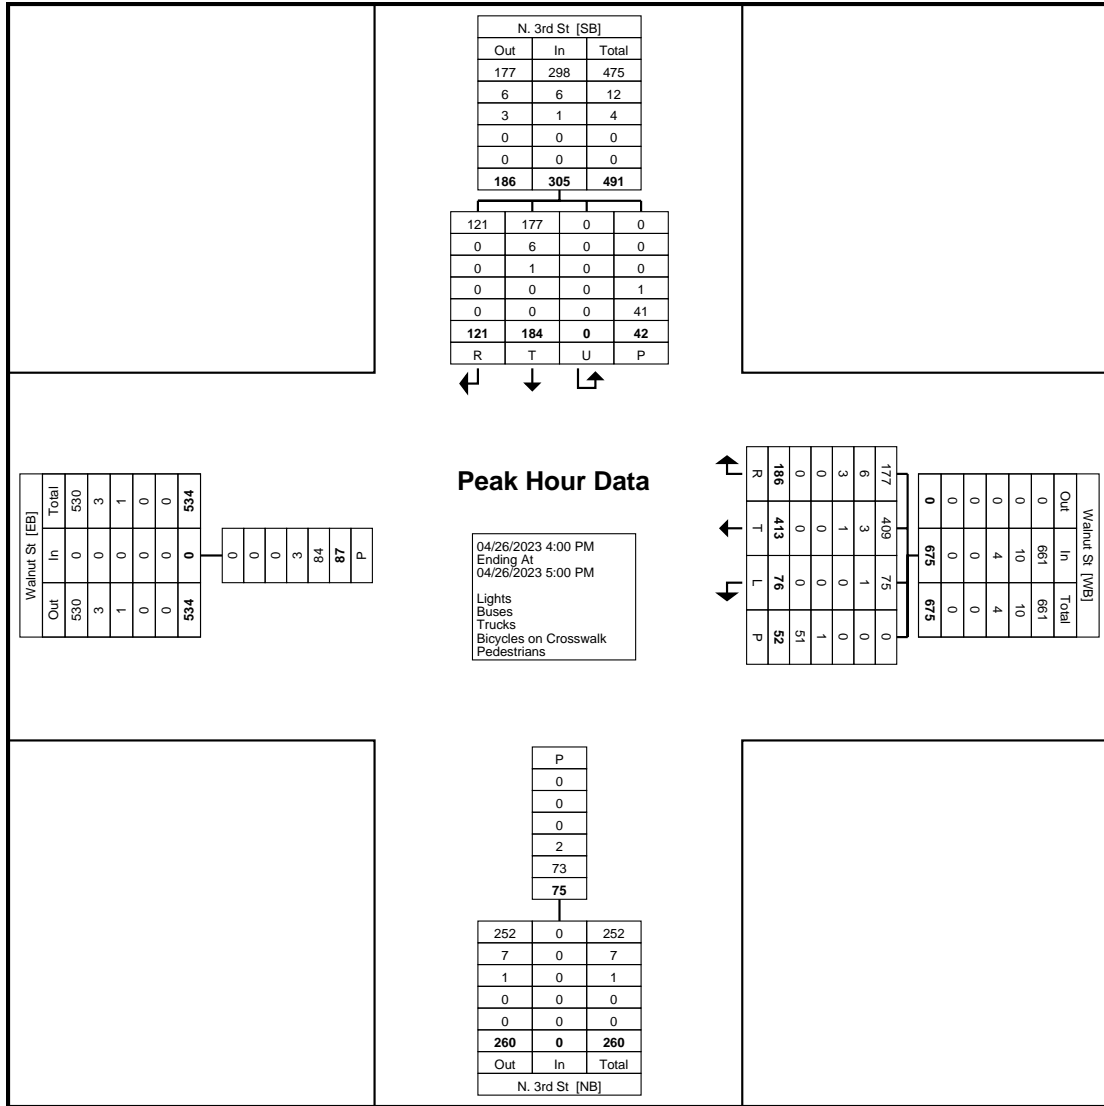 N. 3rd St [SB]
Out In Total
177 298 475
6 6 12
3 1 4
0 0 0
0 0 0
186 305 491
121 177 0 0
0 6 0 0
0 1 0 0
0 0 0 1
0 0 0 41
121 184 0 42
R T U P
Walnut St [EB]
Total 530 3 1 0 0 534
In 0 0 0 0 0 0
Out 530 3 1 0 0 534
0 0 0 3 84 87 P
Peak Hour Data
04/26/2023 4:00 PM
Ending At
04/26/2023 5:00 PM
Lights
Buses
Trucks
Bicycles on Crosswalk
Pedestrians
R 186 0 0 3 6 177
T 413 0 0 1 3 409
L 76 0 0 0 1 75
P 52 51 1 0 0 0
Walnut St [WB]
Out In Total
0 661 661
0 10 10
0 4 4
0 0 0
0 0 0
0 675 675
P
0
0
0
2
73
75
252 0 252
7 0 7
1 0 1
0 0 0
0 0 0
260 0 260
Out In Total
N. 3rd St [NB]